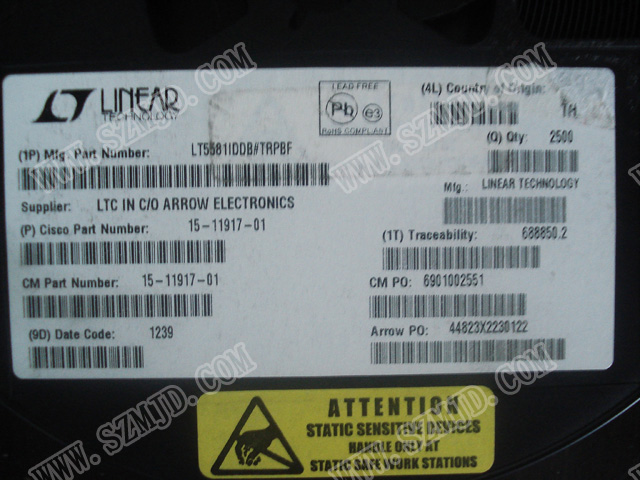 LINEAR
TECHNOLOGY
LEAD-FREE
Pb e3
RoHS COMPLIANT
(4L) Country of Origin:
(Q) Qty: 2500
(1P) Mfg. Part Number: LT5581IDDB#TRPBF
Mfg.: LINEAR TECHNOLOGY
Supplier: LTC IN C/O ARROW ELECTRONICS
(P) Cisco Part Number: 15-11917-01
(1T) Traceability: 688850.2
CM Part Number: 15-11917-01
CM PO: 6901002551
(9D) Date Code: 1239
Arrow PO: 44823X2230122
ATTENTION
STATIC SENSITIVE DEVICES
HANDLE ONLY AT
STATIC SAFE WORK STATIONS
WWW.SZMJD.COM